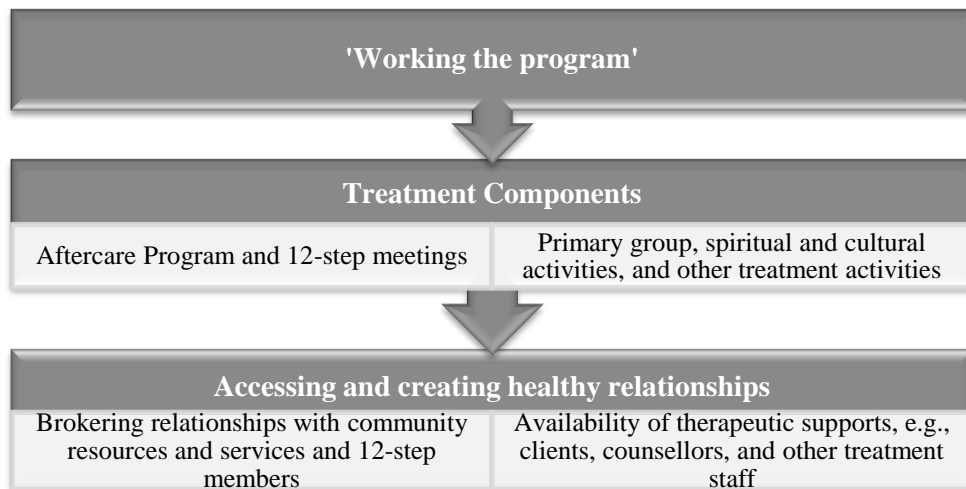 'Working the program'
Treatment Components
Aftercare Program and 12-step meetings
Primary group, spiritual and cultural
activities, and other treatment activities
Accessing and creating healthy relationships
Brokering relationships with community
resources and services and 12-step
members
Availability of therapeutic supports, e.g.,
clients, counsellors, and other treatment
staff